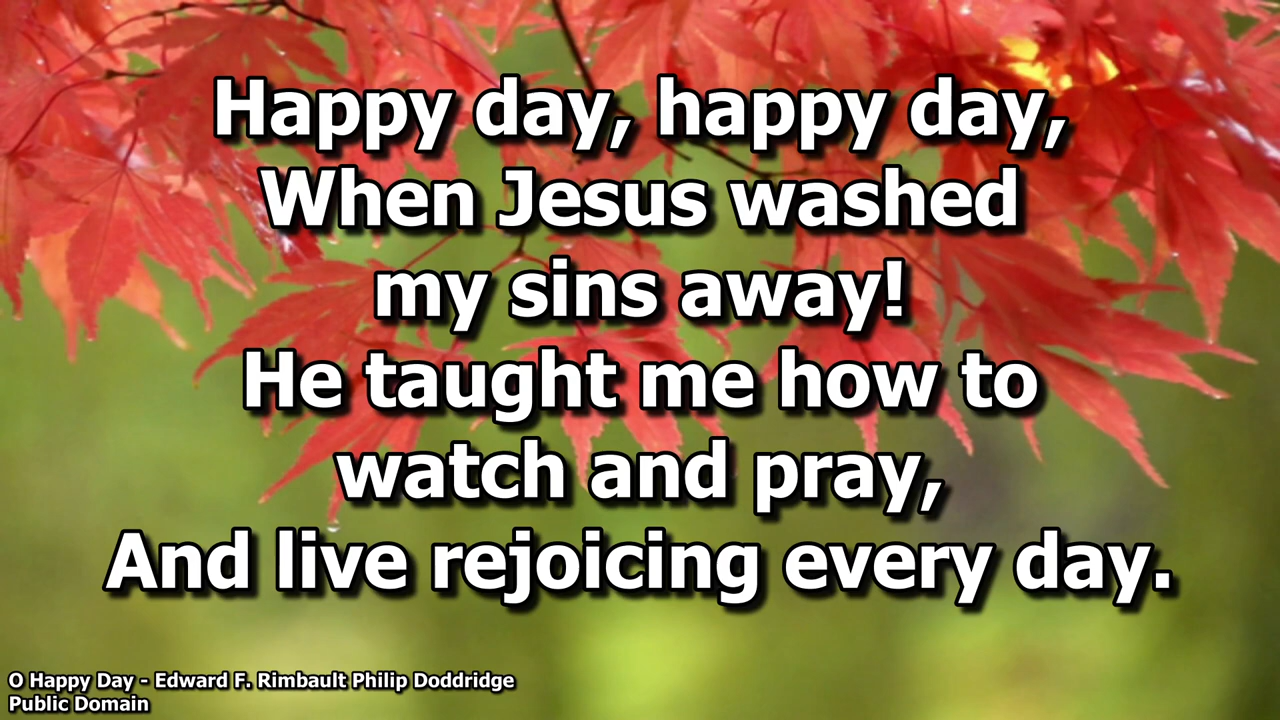 Happy day, happy day,
When Jesus washed
my sins away!
He taught me how to
watch and pray,
And live rejoicing every day.
O Happy Day - Edward F. Rimbault Philip Doddridge
Public Domain